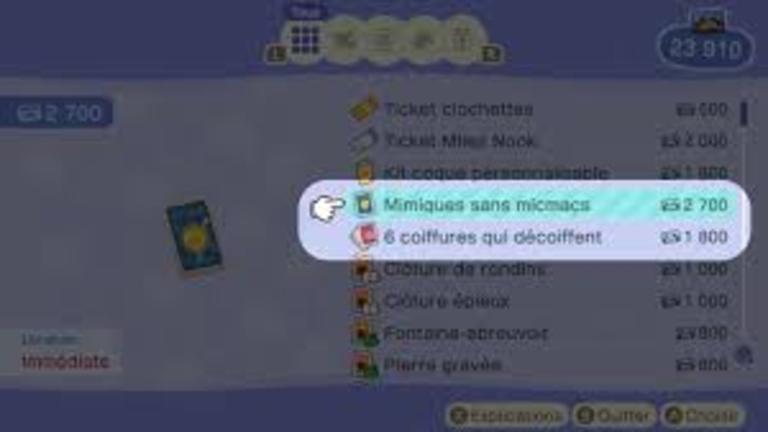 Tout
L R
23 910
2 700
Ticket clochettes 500
Ticket Miles Nook 2 000
Kit coque personnalisable 1 800
Mimiques sans micmacs 2 700
6 coiffures qui décoiffent 1 800
Clôture de rondins 1 000
Clôture épieux 1 000
Fontaine-abreuvoir 800
Pierre gravée 800
Livraison
Immédiate
X Explications B Quitter A Choisir